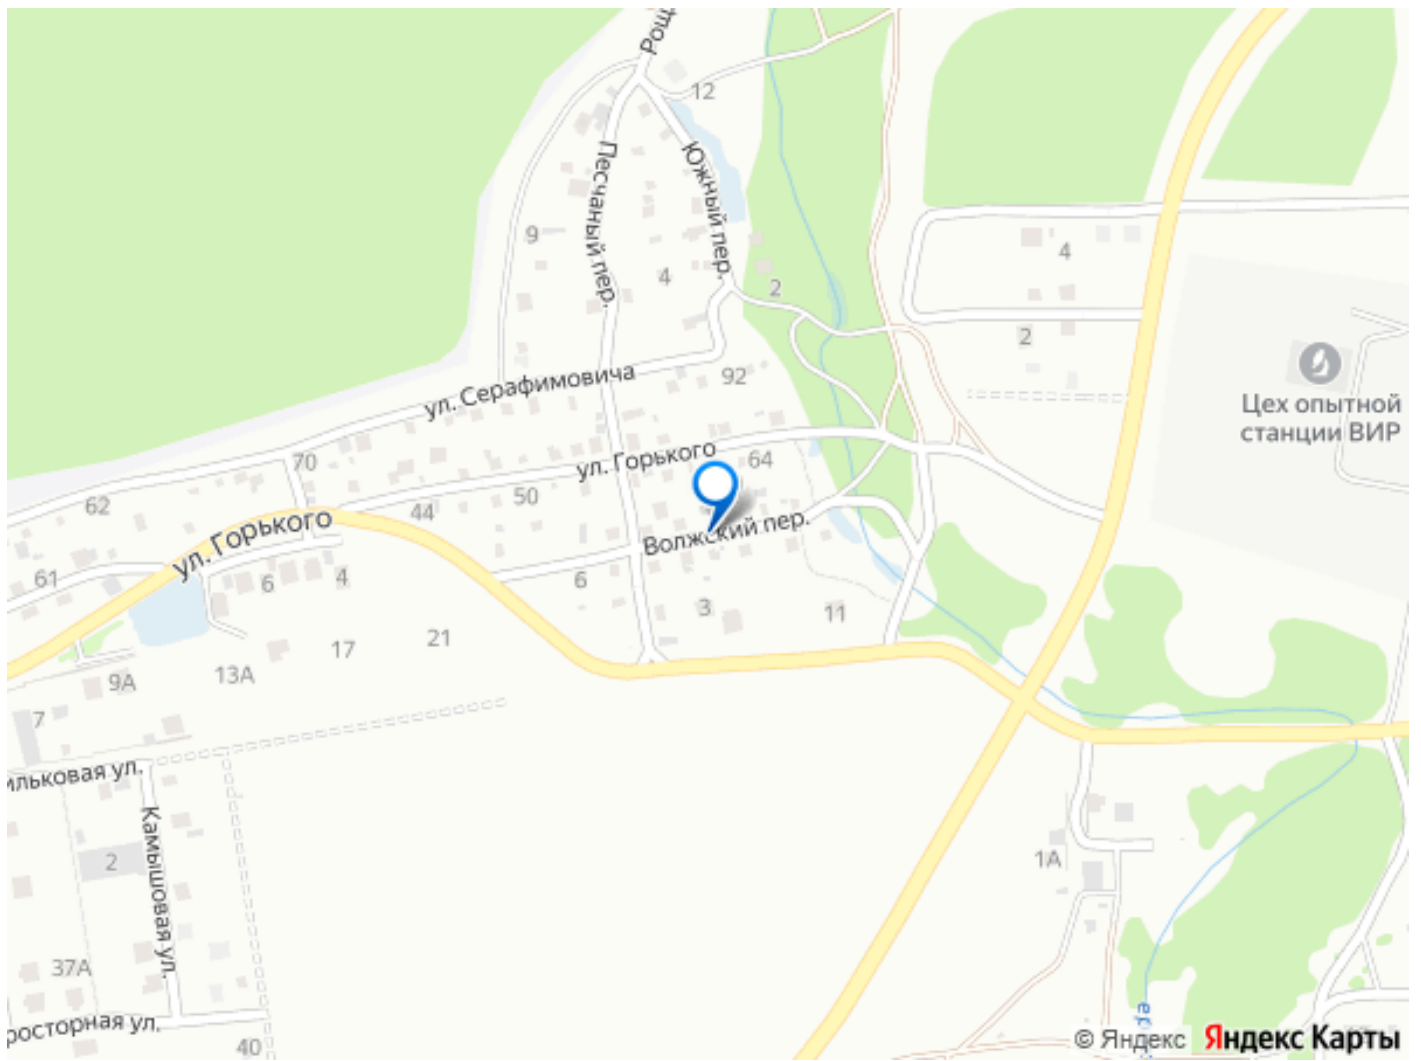 Рощ
12
Песчаный пер.
Южный пер.
9
4
2
4
2
92
ул. Серафимовича
Цех опытной
станции ВИР
ул. Горького
64
70
50
44
62
ул. Горького
Волжский пер.
61
6
4
6
3
11
21
17
13А
9А
7
ильковая ул.
Камышовая ул.
2
1А
37А
росторная ул.
40
© Яндекс Яндекс Карты